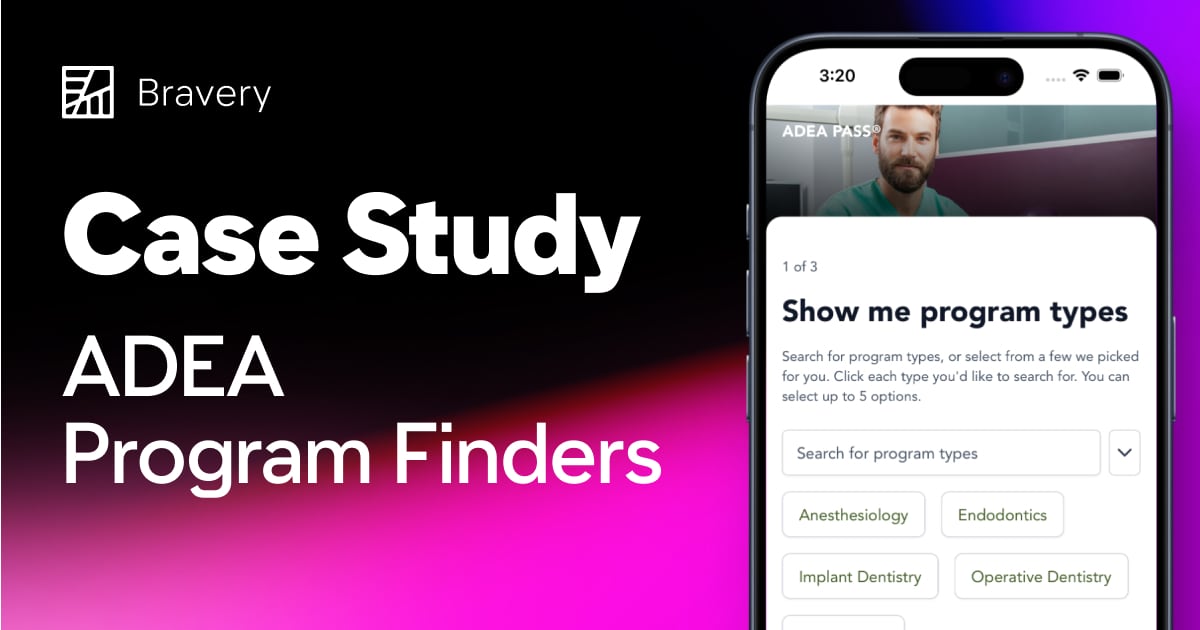 Bravery
Case Study
ADEA
Program Finders
3:20
ADEA PASS®
1 of 3
Show me program types
Search for program types, or select from a few we picked
for you. Click each type you'd like to search for. You can
select up to 5 options.
Search for program types
Anesthesiology
Endodontics
Implant Dentistry
Operative Dentistry